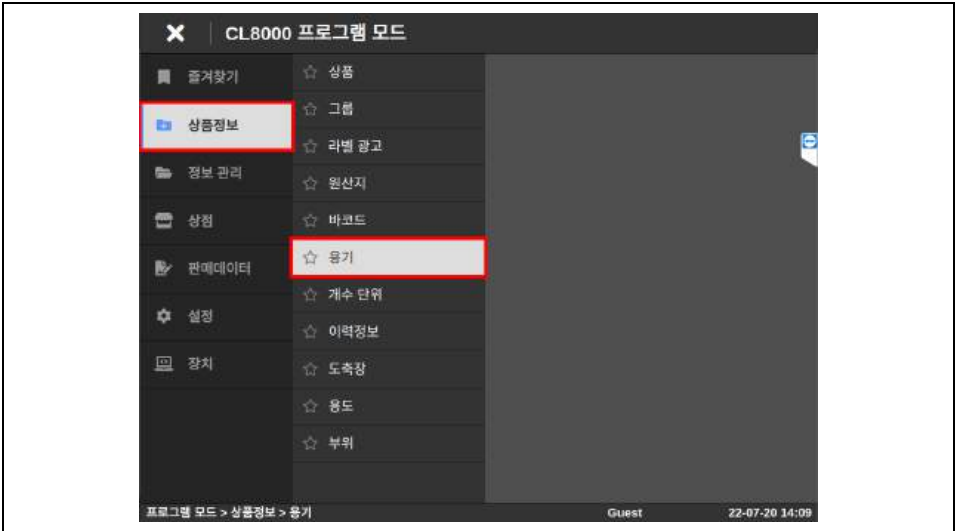 CL8000 프로그램 모드
즐겨찾기
상품정보
정보 관리
상점
판매데이터
설정
장치
상품
그룹
라벨 광고
원산지
바코드
용기
개수 단위
이력정보
도축장
용도
부위
프로그램 모드 > 상품정보 > 용기
Guest
22-07-20 14:09